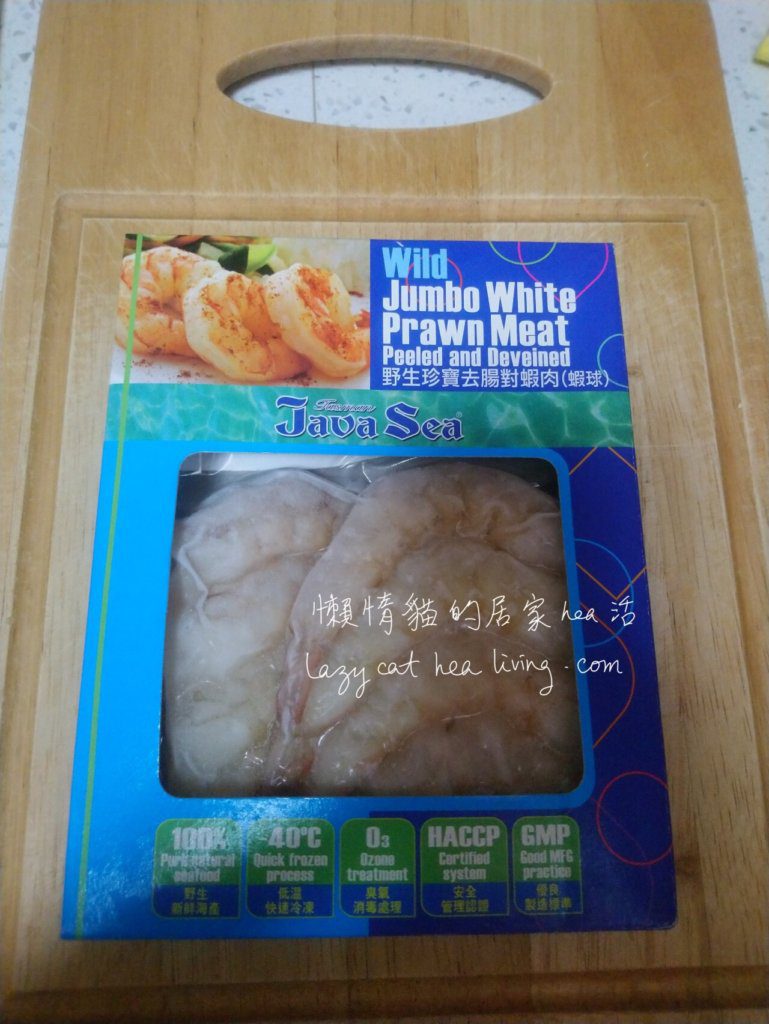 Wild
Jumbo White
Prawn Meat
Peeled and Deveined
野生珍寶去腸對蝦肉(蝦球)
Tasman
Java Sea®
懶惰貓的居家hea活
Lazy cat hea living.com
100%
Pure natural
seafood
野生
新鮮海產
40°C
Quick frozen
process
低溫
快速冷凍
O3
Ozone
treatment
臭氧
消毒處理
HACCP
Certified
system
安全
管理認證
GMP
Good MFG
practice
優良
製造標準